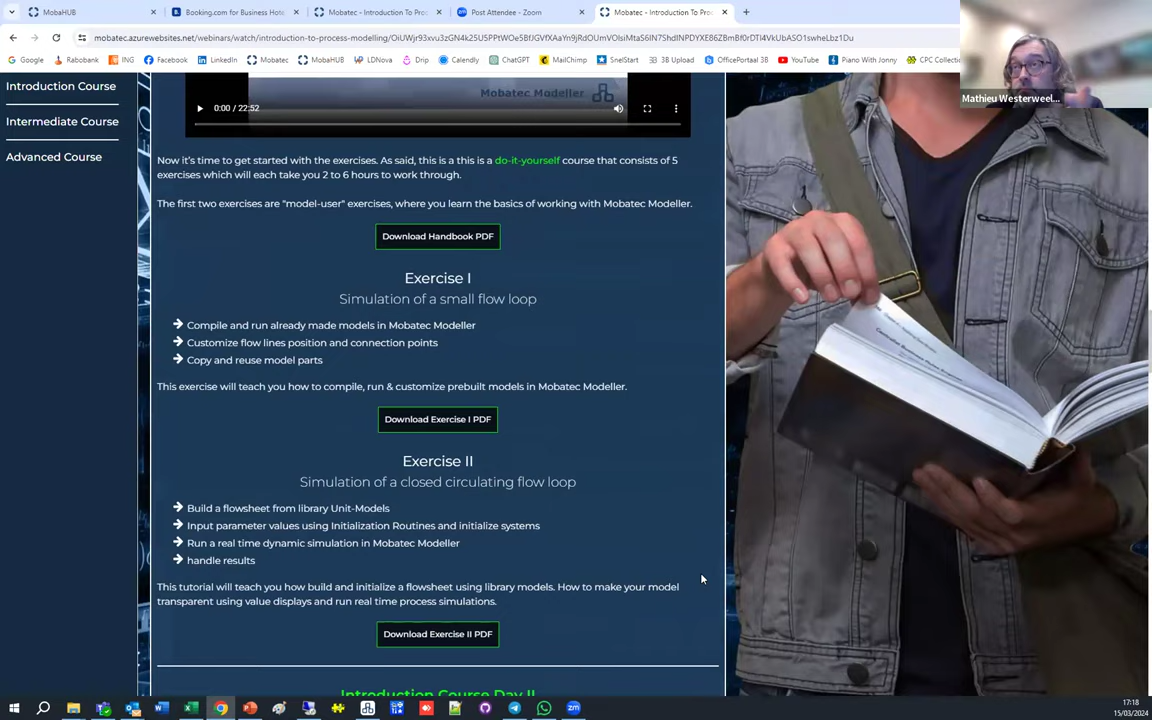 MobaHUB
Booking.com for Business Hote
Mobatec - Introduction To Proc
Post Attendee - Zoom
Mobatec - Introduction To Proc
mobatec.azurewebsites.net/webinars/watch/introduction-to-process-modelling/
Google
Rabobank
ING
Facebook
LinkedIn
Mobatec
MobaHUB
LDNova
Drip
Calendly
ChatGPT
MailChimp
SnelStart
3B Upload
OfficePortaal 3B
YouTube
Piano With Jonny
CPC Collecti
Mathieu Westerweel...
Introduction Course
Intermediate Course
Advanced Course
Mobatec Modeller
0:00 / 22:52
Now it's time to get started with the exercises. As said, this is a this is a do-it-yourself course that consists of 5
exercises which will each take you 2 to 6 hours to work through.
The first two exercises are "model-user" exercises, where you learn the basics of working with Mobatec Modeller.
Download Handbook PDF
Exercise I
Simulation of a small flow loop
Compile and run already made models in Mobatec Modeller
Customize flow lines position and connection points
Copy and reuse model parts
This exercise will teach you how to compile, run & customize prebuilt models in Mobatec Modeller.
Download Exercise I PDF
Exercise II
Simulation of a closed circulating flow loop
Build a flowsheet from library Unit-Models
Input parameter values using Initialization Routines and initialize systems
Run a real time dynamic simulation in Mobatec Modeller
handle results
This tutorial will teach you how build and initialize a flowsheet using library models. How to make your model
transparent using value displays and run real time process simulations.
Download Exercise II PDF
Introduction Course Day II
17:18
15/03/2024